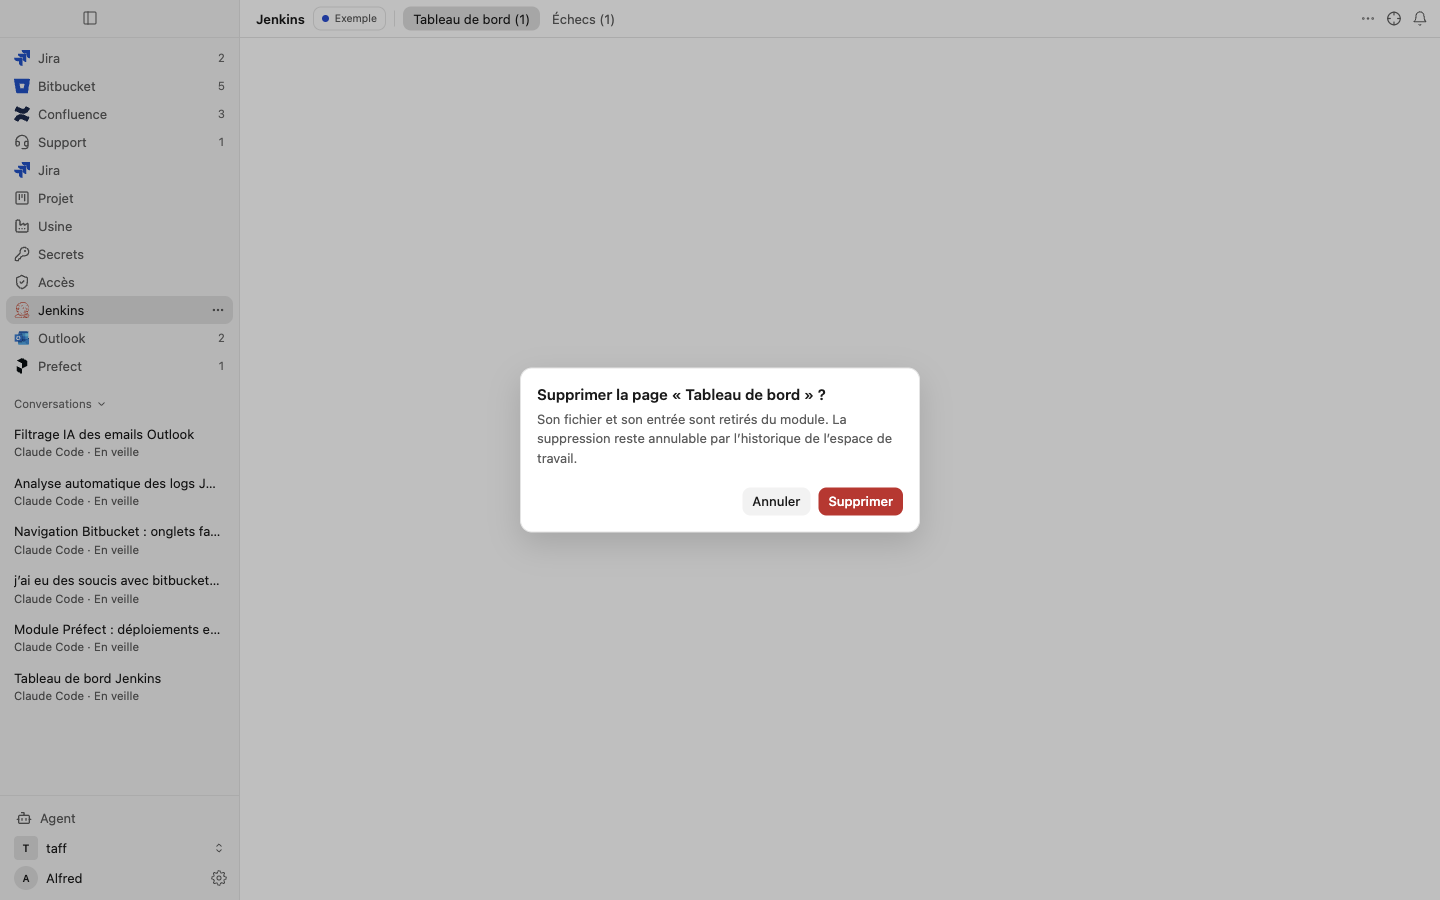 Jenkins
Exemple
Tableau de bord (1)
Échecs (1)
Jira 2
Bitbucket 5
Confluence 3
Support 1
Jira
Projet
Usine
Secrets
Accès
Jenkins
Outlook 2
Prefect 1
Conversations
Filtrage IA des emails Outlook
Claude Code · En veille
Analyse automatique des logs J...
Claude Code · En veille
Navigation Bitbucket : onglets fa...
Claude Code · En veille
j'ai eu des soucis avec bitbucket...
Claude Code · En veille
Module Préfect : déploiements e...
Claude Code · En veille
Tableau de bord Jenkins
Claude Code · En veille
Agent
T taff
A Alfred
Supprimer la page « Tableau de bord » ?
Son fichier et son entrée sont retirés du module. La
suppression reste annulable par l'historique de l'espace de
travail.
Annuler
Supprimer